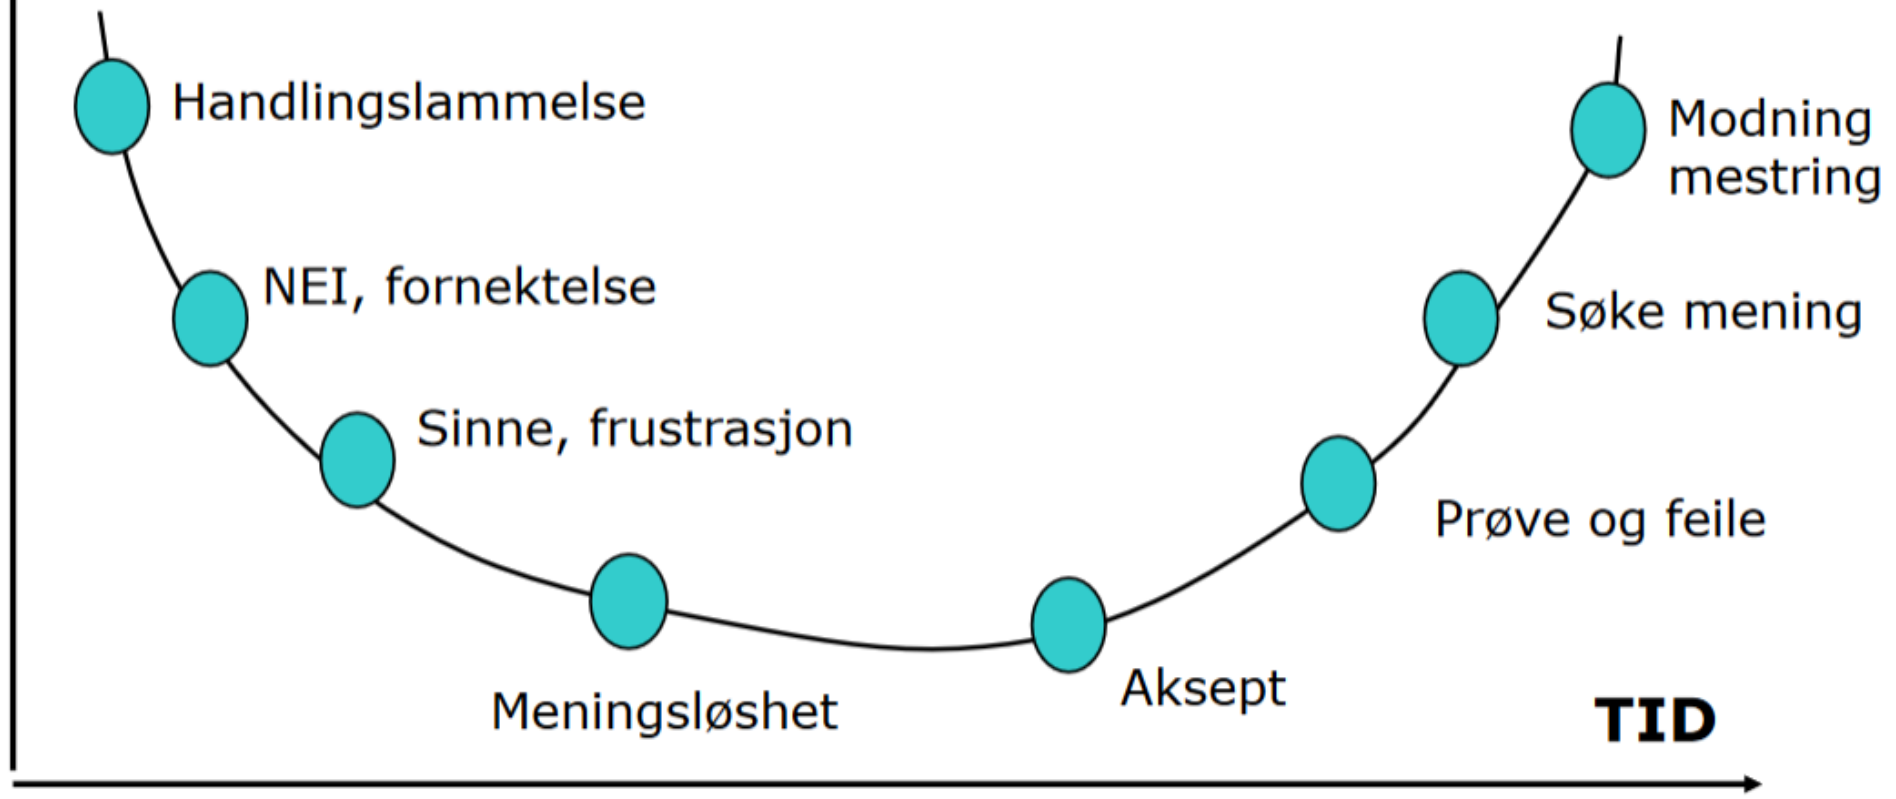 Handlingslammelse
NEI, fornektelse
Sinne, frustrasjon
Meningsløshet
Aksept
Prøve og feile
Søke mening
Modning
mestring
TID